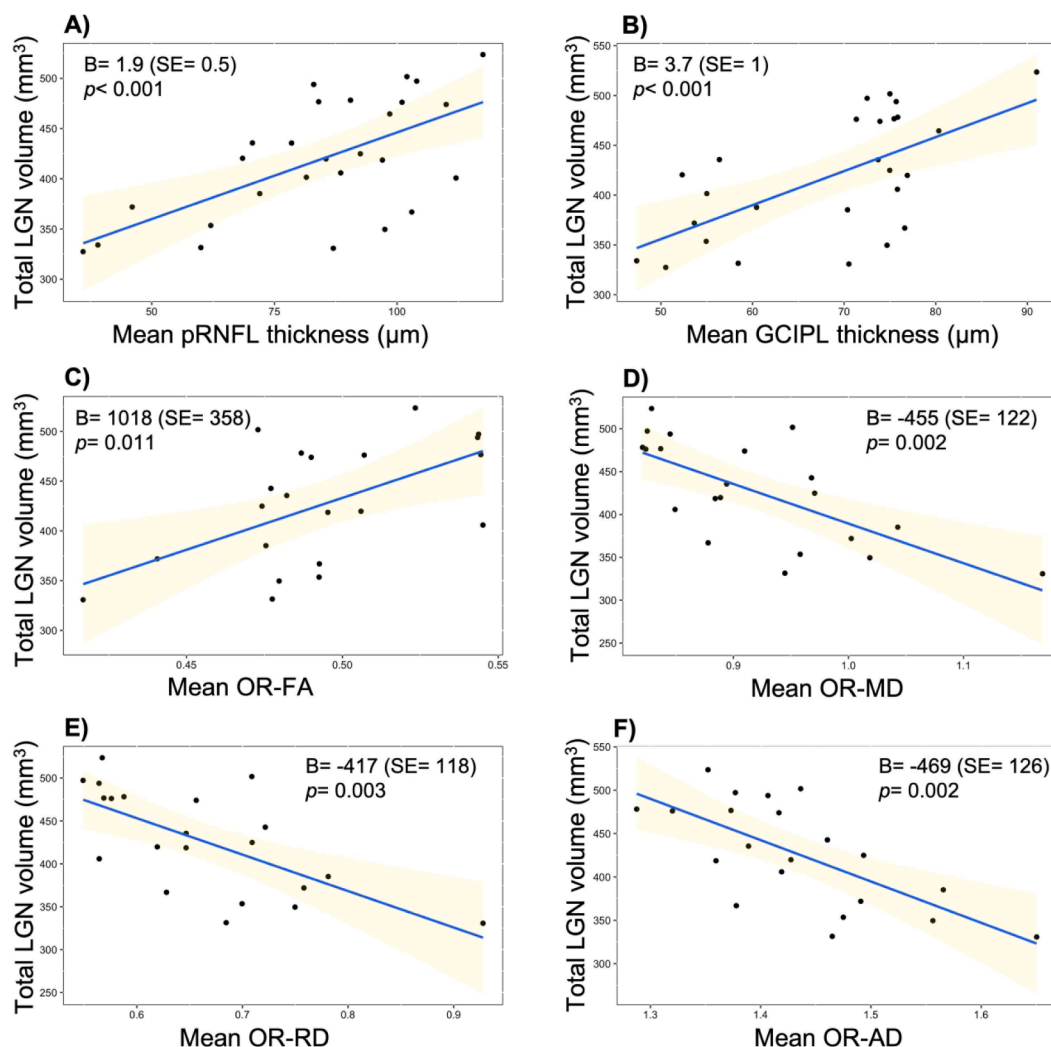 A)
B= 1.9 (SE= 0.5)
p< 0.001
Total LGN volume (mm³)
500
450
400
350
300
50
75
100
Mean pRNFL thickness (µm)
B)
B= 3.7 (SE= 1)
p< 0.001
Total LGN volume (mm³)
550
500
450
400
350
300
50
60
70
80
90
Mean GCIPL thickness (µm)
C)
B= 1018 (SE= 358)
p= 0.011
Total LGN volume (mm³)
500
450
400
350
300
0.45
0.50
0.55
Mean OR-FA
D)
B= -455 (SE= 122)
p= 0.002
Total LGN volume (mm³)
500
450
400
350
300
250
0.9
1.0
1.1
Mean OR-MD
E)
B= -417 (SE= 118)
p= 0.003
Total LGN volume (mm³)
500
450
400
350
300
250
0.6
0.7
0.8
0.9
Mean OR-RD
F)
B= -469 (SE= 126)
p= 0.002
Total LGN volume (mm³)
550
500
450
400
350
300
1.3
1.4
1.5
1.6
Mean OR-AD